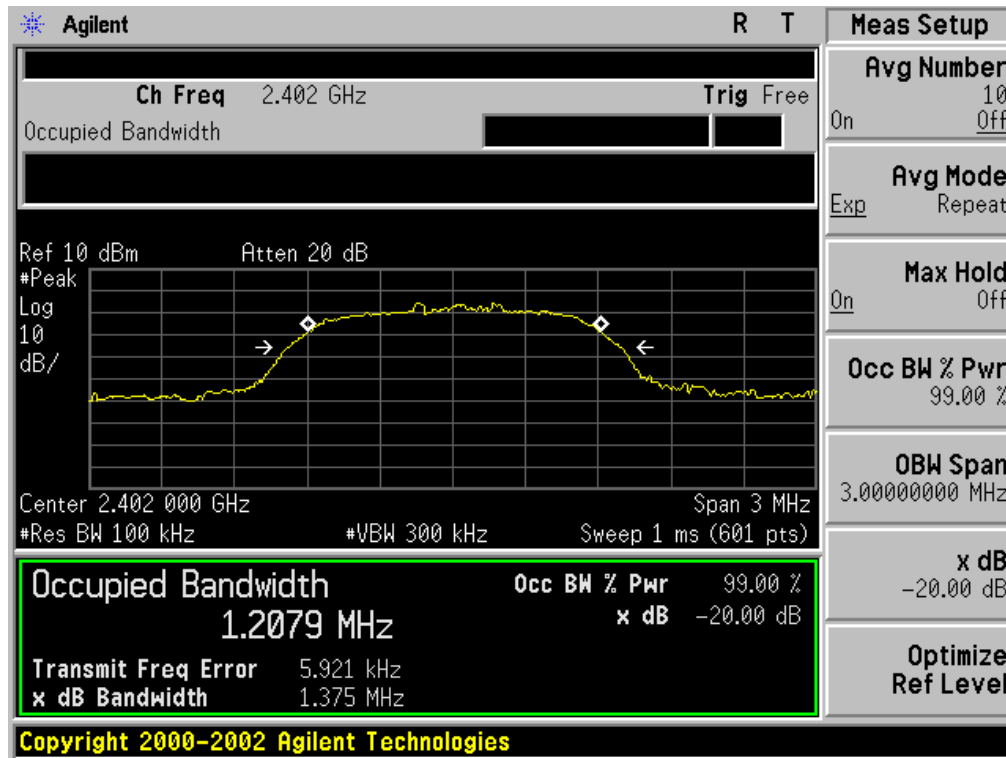 Agilent R T
Ch Freq 2.402 GHz Trig Free
Occupied Bandwidth
Ref 10 dBm Atten 20 dB
#Peak
Log
10
dB/
Center 2.402 000 GHz Span 3 MHz
#Res BW 100 kHz #VBW 300 kHz Sweep 1 ms (601 pts)
Occupied Bandwidth Occ BW % Pwr 99.00 %
1.2079 MHz x dB -20.00 dB
Transmit Freq Error 5.921 kHz
x dB Bandwidth 1.375 MHz
Copyright 2000-2002 Agilent Technologies
Meas Setup
Avg Number
10
On Off
Avg Mode
Exp Repeat
Max Hold
On Off
Occ BW % Pwr
99.00 %
OBW Span
3.00000000 MHz
x dB
-20.00 dB
Optimize
Ref Level